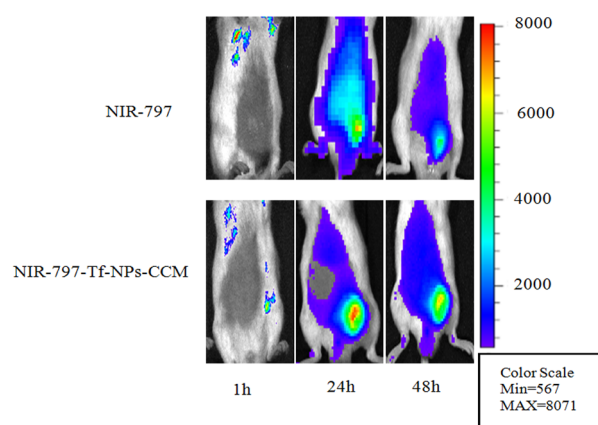 8000
NIR-797
6000
4000
NIR-797-Tf-NPs-CCM
2000
1h
24h
48h
Color Scale
Min=567
MAX=8071